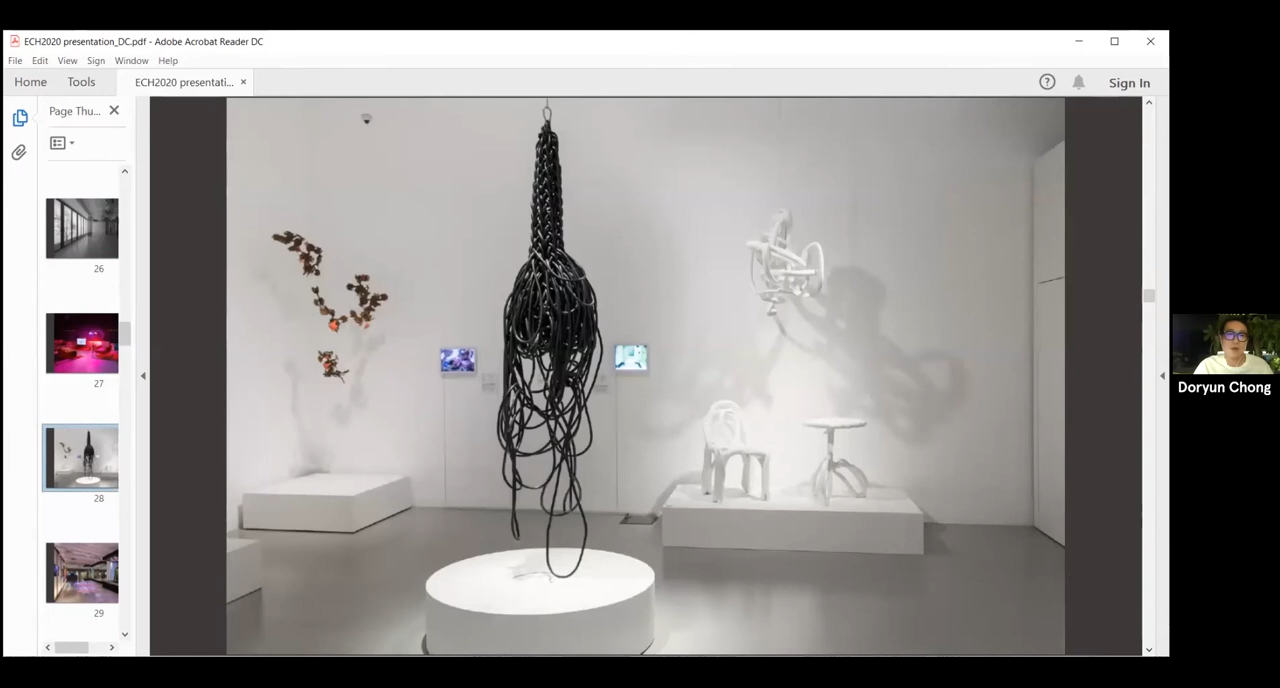 ECH2020 presentation_DC.pdf - Adobe Acrobat Reader DC
File Edit View Sign Window Help
Home Tools ECH2020 presentati... × Sign In
Page Thu...
26
27
28
29
Doryun Chong